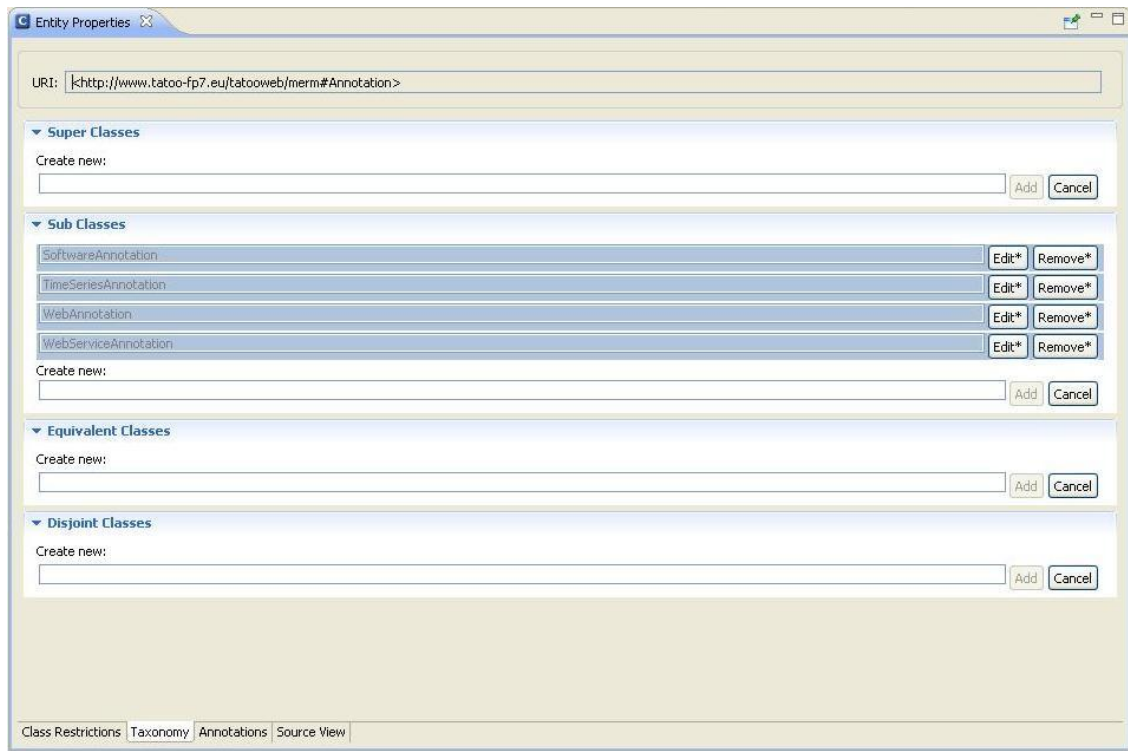 Entity Properties
URI: <http://www.tatoo-fp7.eu/tatooweb/merm#Annotation>
Super Classes
Create new:
Add Cancel
Sub Classes
SoftwareAnnotation Edit* Remove*
TimeSeriesAnnotation Edit* Remove*
WebAnnotation Edit* Remove*
WebServiceAnnotation Edit* Remove*
Create new:
Add Cancel
Equivalent Classes
Create new:
Add Cancel
Disjoint Classes
Create new:
Add Cancel
Class Restrictions Taxonomy Annotations Source View